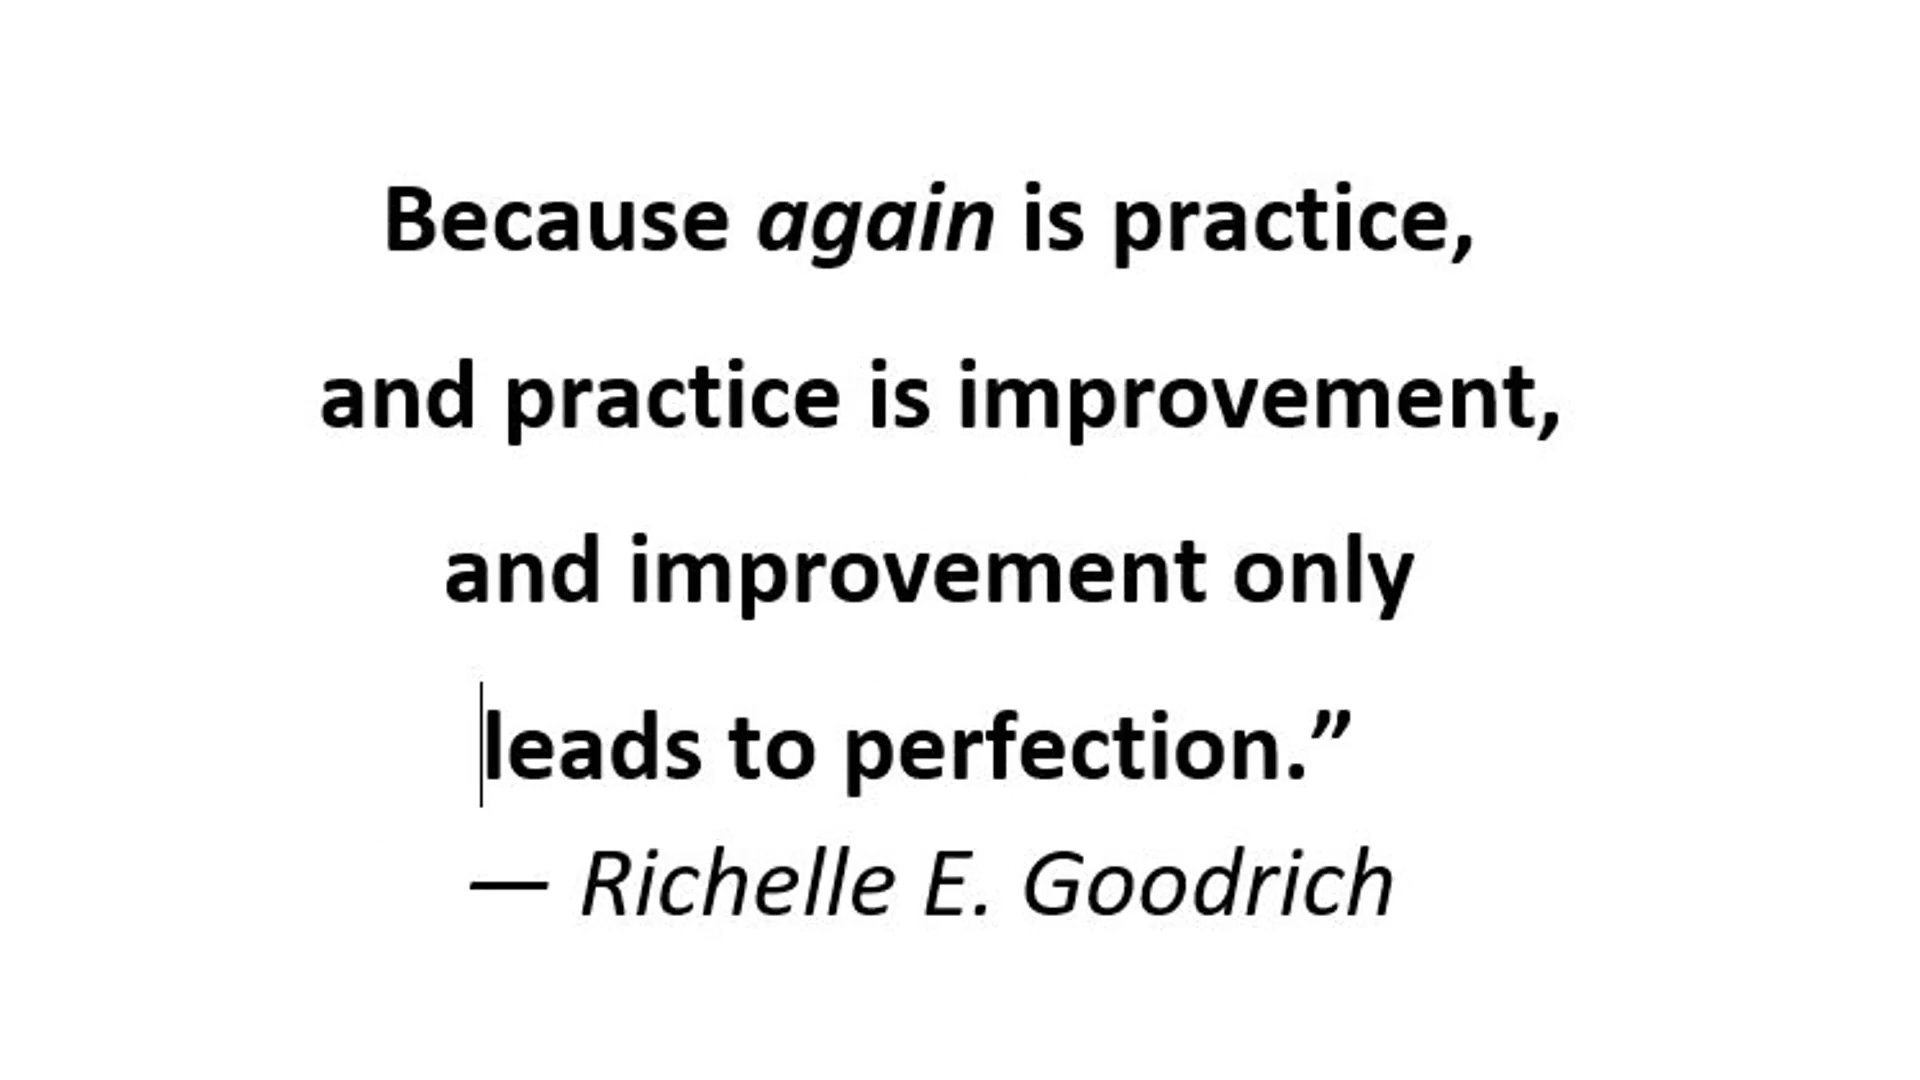 Because again is practice,
and practice is improvement,
and improvement only
leads to perfection.”
— Richelle E. Goodrich